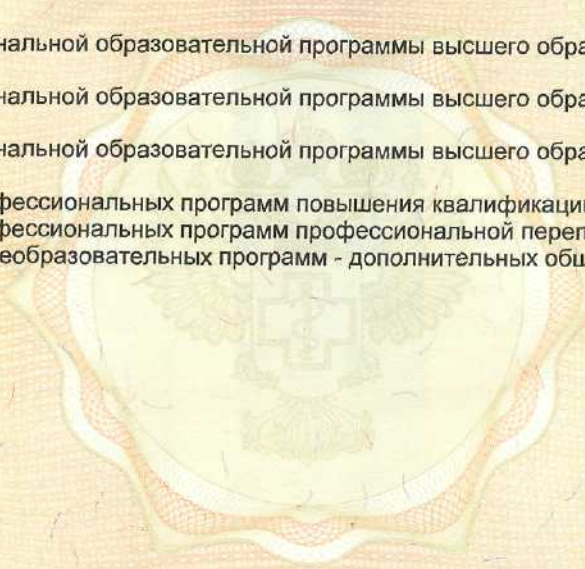 нальной образовательной программы высшего обра
нальной образовательной программы высшего обра
нальной образовательной программы высшего обра
фессиональных программ повышения квалификаци
фессиональных программ профессиональной переп
еобразовательных программ - дополнительных общ